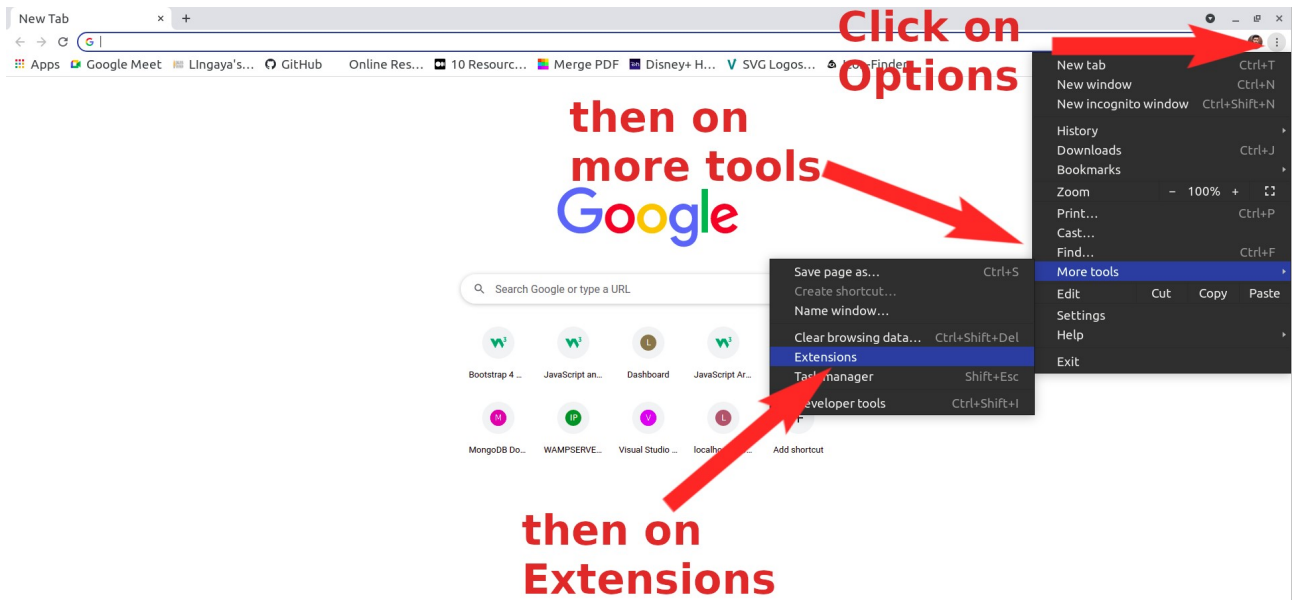 New Tab
Apps Google Meet LIngaya's... GitHub Online Res... 10 Resourc... Merge PDF Disney+ H... SVG Logos... Icon-Finder
Click on
Options
then on
more tools
New tab Ctrl+T
New window Ctrl+N
New incognito window Ctrl+Shift+N
History
Downloads Ctrl+J
Bookmarks
Zoom - 100% +
Print... Ctrl+P
Cast...
Find... Ctrl+F
More tools
Edit Cut Copy Paste
Settings
Help
Exit
Google
Search Google or type a URL
Save page as... Ctrl+S
Create shortcut...
Name window...
Clear browsing data... Ctrl+Shift+Del
Extensions
Task manager Shift+Esc
Developer tools Ctrl+Shift+I
L
Bootstrap 4 ... JavaScript an... Dashboard JavaScript Ar...
M IP V L
MongoDB Do... WAMPSERVE... Visual Studio ... Add shortcut
then on
Extensions